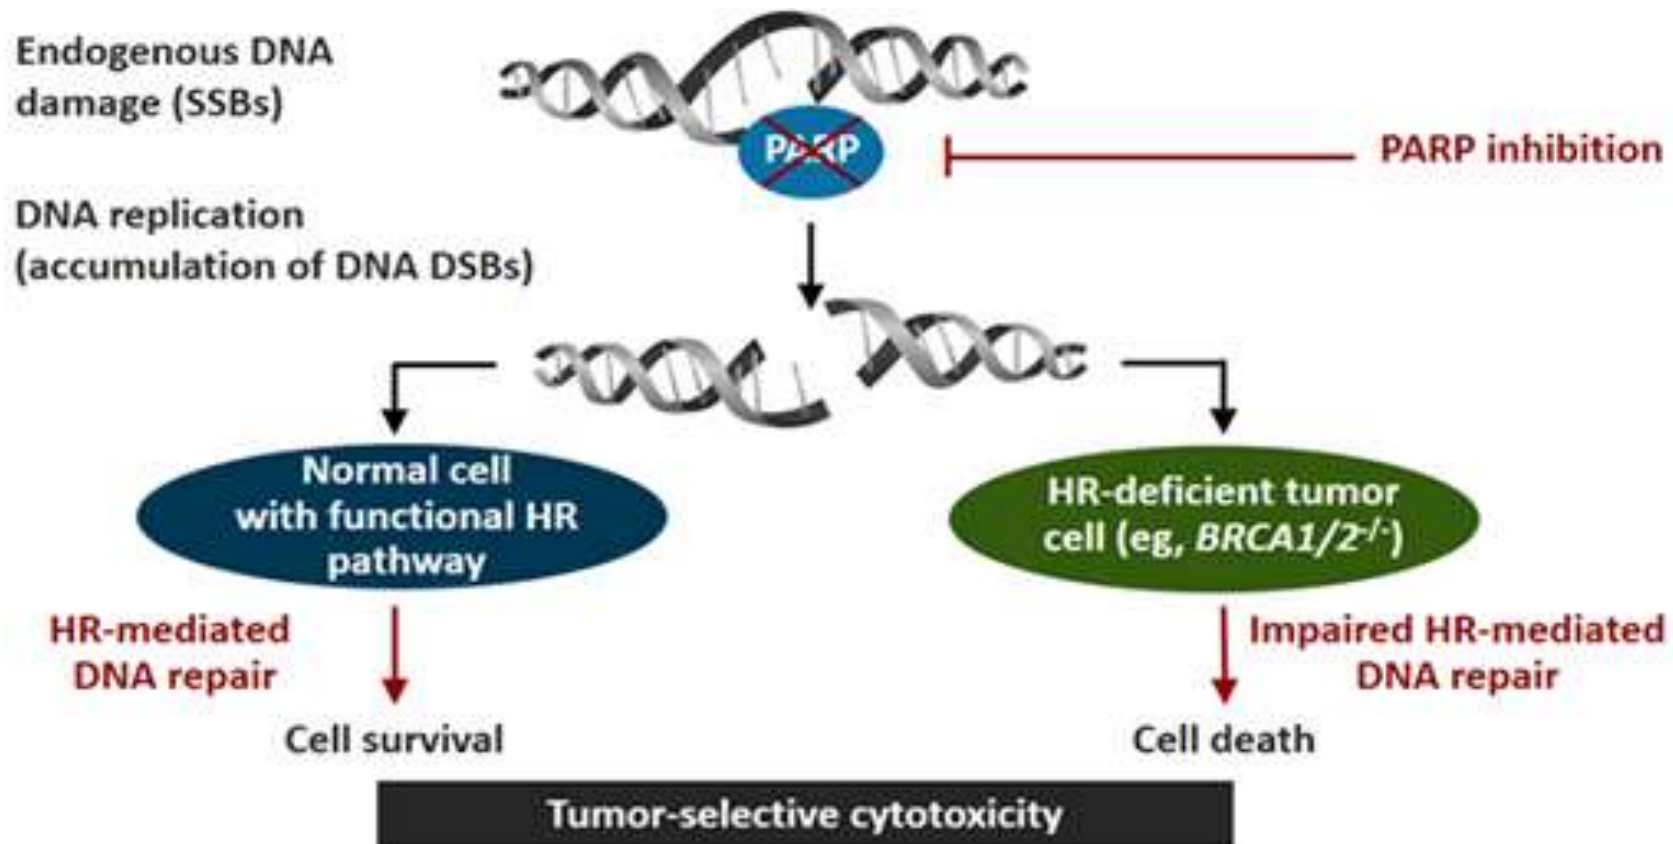 Endogenous DNA
damage (SSBs)
PARP
PARP inhibition
DNA replication
(accumulation of DNA DSBs)
Normal cell
with functional HR
pathway
HR-deficient tumor
cell (eg, BRCA1/2-/-)
HR-mediated
DNA repair
Impaired HR-mediated
DNA repair
Cell survival
Cell death
Tumor-selective cytotoxicity